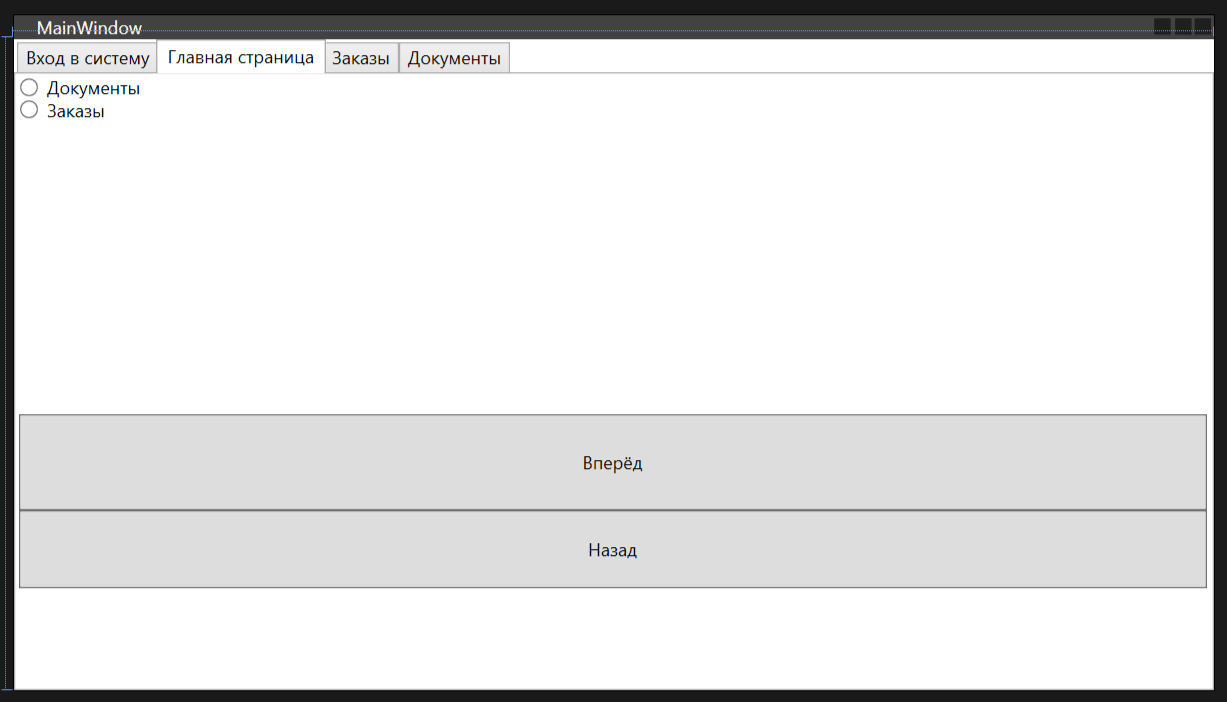 MainWindow
Вход в систему Главная страница Заказы Документы
Документы
Заказы
Вперёд
Назад